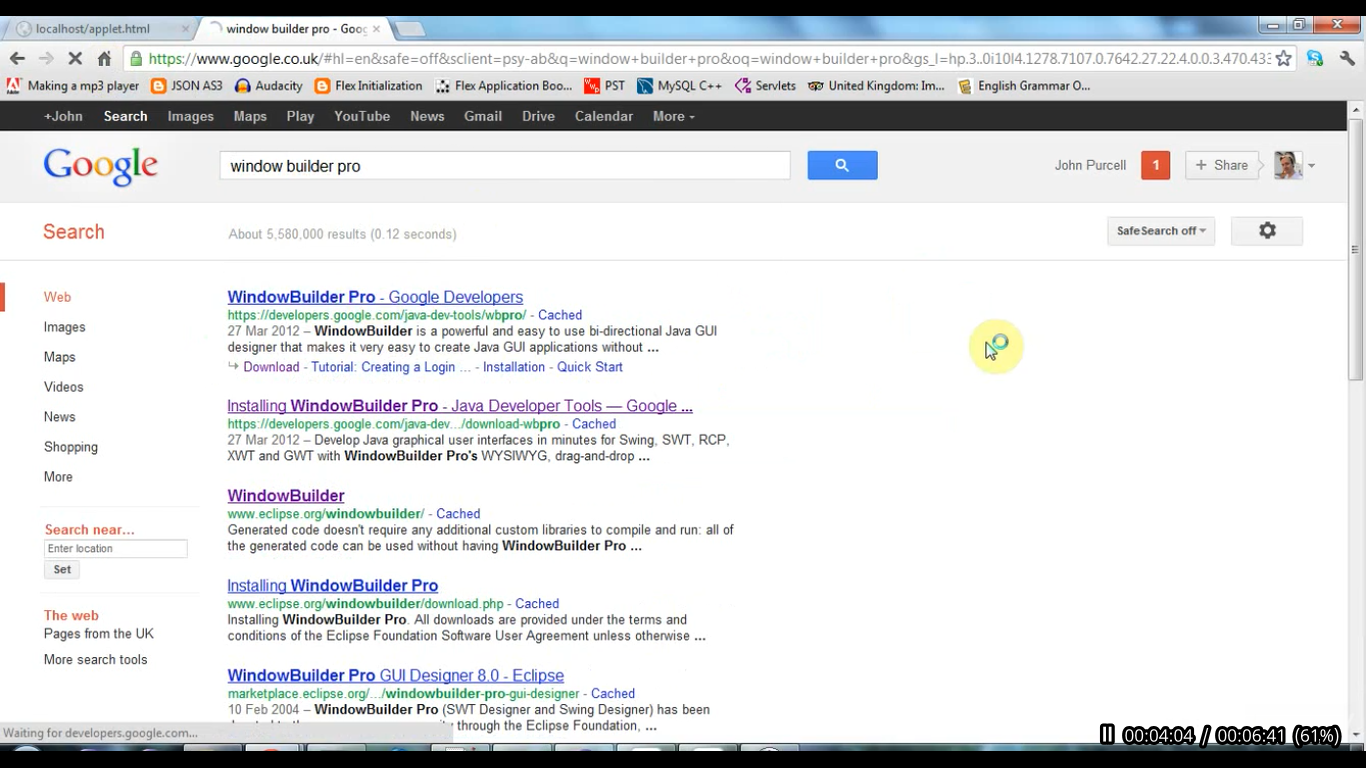 localhost/applet.html
window builder pro - Goog
https://www.google.co.uk/#hl=en&safe=off&sclient=psy-ab&q=window+builder+pro&oq=window+builder+pro&gs_l=hp.3..0i10l4.1278.7107.0.7642.27.22.4.0.0.3.470.433
Making a mp3 player JSON AS3 Audacity Flex Initialization Flex Application Boo... PST MySQL C++ Servlets United Kingdom: Im... English Grammar O...
+John Search Images Maps Play YouTube News Gmail Drive Calendar More
Google
window builder pro
John Purcell 1 + Share
Search
About 5,580,000 results (0.12 seconds)
SafeSearch off
Web
Images
Maps
Videos
News
Shopping
More
Search near...
Enter location
Set
The web
Pages from the UK
More search tools
WindowBuilder Pro - Google Developers
https://developers.google.com/java-dev-tools/wbpro/ - Cached
27 Mar 2012 – WindowBuilder is a powerful and easy to use bi-directional Java GUI
designer that makes it very easy to create Java GUI applications without ...
Download - Tutorial: Creating a Login ... - Installation - Quick Start
Installing WindowBuilder Pro - Java Developer Tools — Google ...
https://developers.google.com/java-dev.../download-wbpro - Cached
27 Mar 2012 – Develop Java graphical user interfaces in minutes for Swing, SWT, RCP,
XWT and GWT with WindowBuilder Pro's WYSIWYG, drag-and-drop ...
WindowBuilder
www.eclipse.org/windowbuilder/ - Cached
Generated code doesn't require any additional custom libraries to compile and run: all of
the generated code can be used without having WindowBuilder Pro ...
Installing WindowBuilder Pro
www.eclipse.org/windowbuilder/download.php - Cached
Installing WindowBuilder Pro. All downloads are provided under the terms and
conditions of the Eclipse Foundation Software User Agreement unless otherwise ...
WindowBuilder Pro GUI Designer 8.0 - Eclipse
marketplace.eclipse.org/.../windowbuilder-pro-gui-designer - Cached
10 Feb 2004 – WindowBuilder Pro (SWT Designer and Swing Designer) has been
through the Eclipse Foundation, ...
Waiting for developers.google.com...
00:04:04 / 00:06:41 (61%)